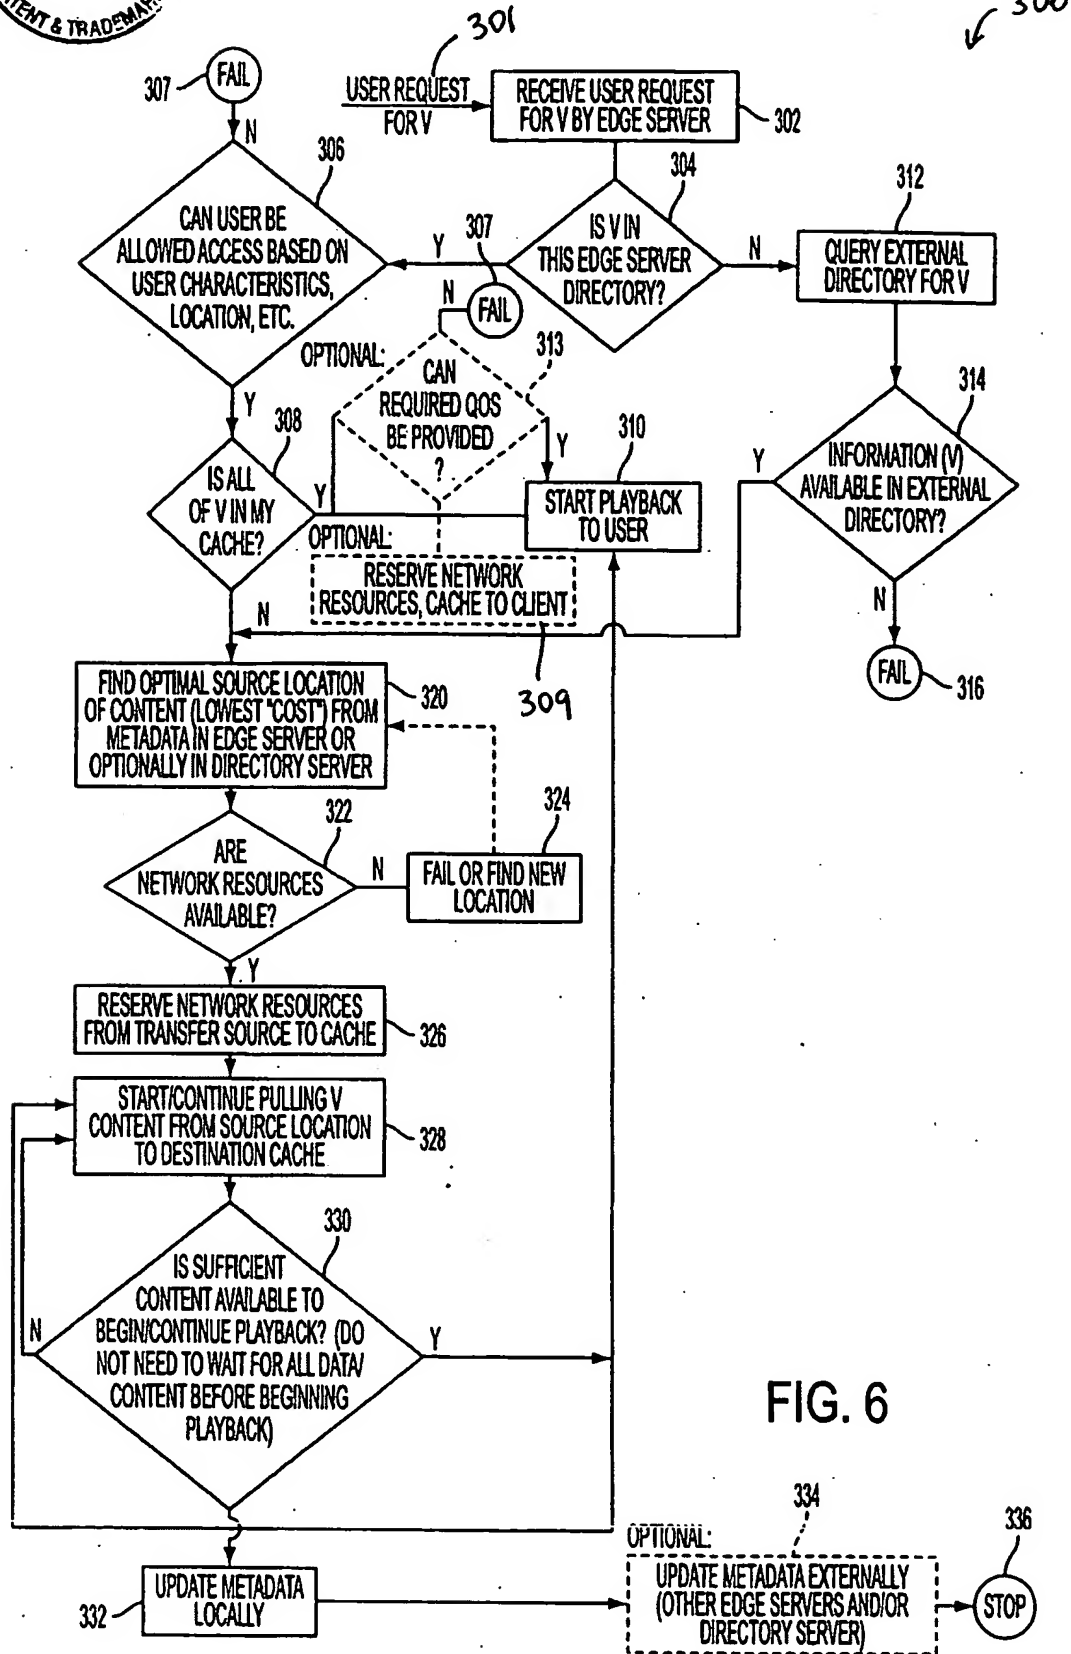 ENT & TRADEMAR
300
301
307
FAIL
N
USER REQUEST
FOR V
RECEIVE USER REQUEST
FOR V BY EDGE SERVER
302
306
CAN USER BE
ALLOWED ACCESS BASED ON
USER CHARACTERISTICS,
LOCATION, ETC.
304
IS V IN
THIS EDGE SERVER
DIRECTORY?
Y
N
312
QUERY EXTERNAL
DIRECTORY FOR V
307
N
FAIL
OPTIONAL:
313
CAN
REQUIRED QOS
BE PROVIDED
?
Y
Y
308
IS ALL
OF V IN MY
CACHE?
Y
310
START PLAYBACK
TO USER
314
INFORMATION (V)
AVAILABLE IN EXTERNAL
DIRECTORY?
Y
N
FAIL
316
OPTIONAL:
RESERVE NETWORK
RESOURCES, CACHE TO CLIENT
309
N
FIND OPTIMAL SOURCE LOCATION
OF CONTENT (LOWEST "COST") FROM
METADATA IN EDGE SERVER OR
OPTIONALLY IN DIRECTORY SERVER
320
322
ARE
NETWORK RESOURCES
AVAILABLE?
N
324
FAIL OR FIND NEW
LOCATION
Y
RESERVE NETWORK RESOURCES
FROM TRANSFER SOURCE TO CACHE
326
START/CONTINUE PULLING V
CONTENT FROM SOURCE LOCATION
TO DESTINATION CACHE
328
330
IS SUFFICIENT
CONTENT AVAILABLE TO
BEGIN/CONTINUE PLAYBACK? (DO
NOT NEED TO WAIT FOR ALL DATA/
CONTENT BEFORE BEGINNING
PLAYBACK)
N
Y
FIG. 6
UPDATE METADATA
LOCALLY
332
OPTIONAL:
334
UPDATE METADATA EXTERNALLY
(OTHER EDGE SERVERS AND/OR
DIRECTORY SERVER)
336
STOP